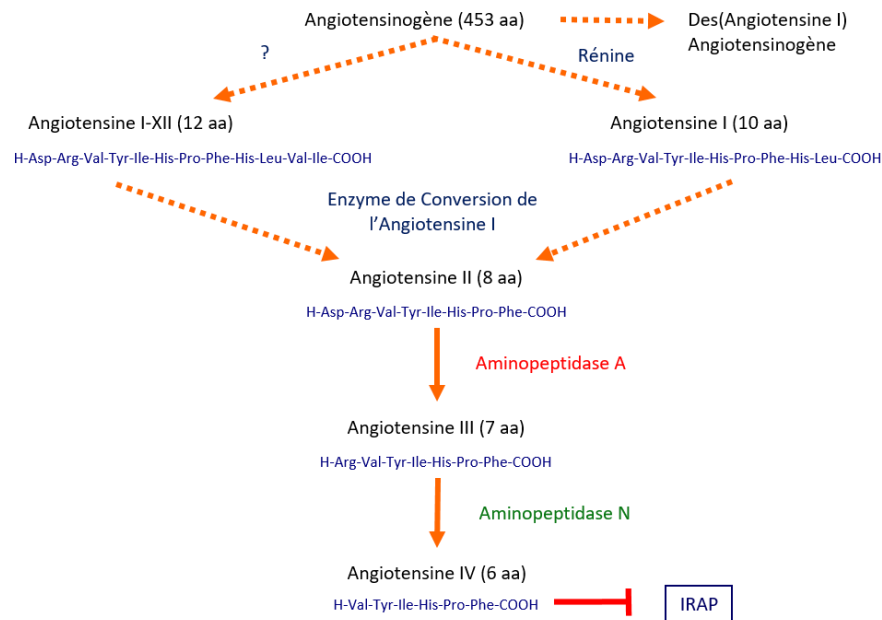 Angiotensinogène (453 aa)
Des(Angiotensine I)
Angiotensinogène
?
Rénine
Angiotensine I-XII (12 aa)
Angiotensine I (10 aa)
H-Asp-Arg-Val-Tyr-Ile-His-Pro-Phe-His-Leu-Val-Ile-COOH
H-Asp-Arg-Val-Tyr-Ile-His-Pro-Phe-His-Leu-COOH
Enzyme de Conversion de
l’Angiotensine I
Angiotensine II (8 aa)
H-Asp-Arg-Val-Tyr-Ile-His-Pro-Phe-COOH
Aminopeptidase A
Angiotensine III (7 aa)
H-Arg-Val-Tyr-Ile-His-Pro-Phe-COOH
Aminopeptidase N
Angiotensine IV (6 aa)
H-Val-Tyr-Ile-His-Pro-Phe-COOH
IRAP